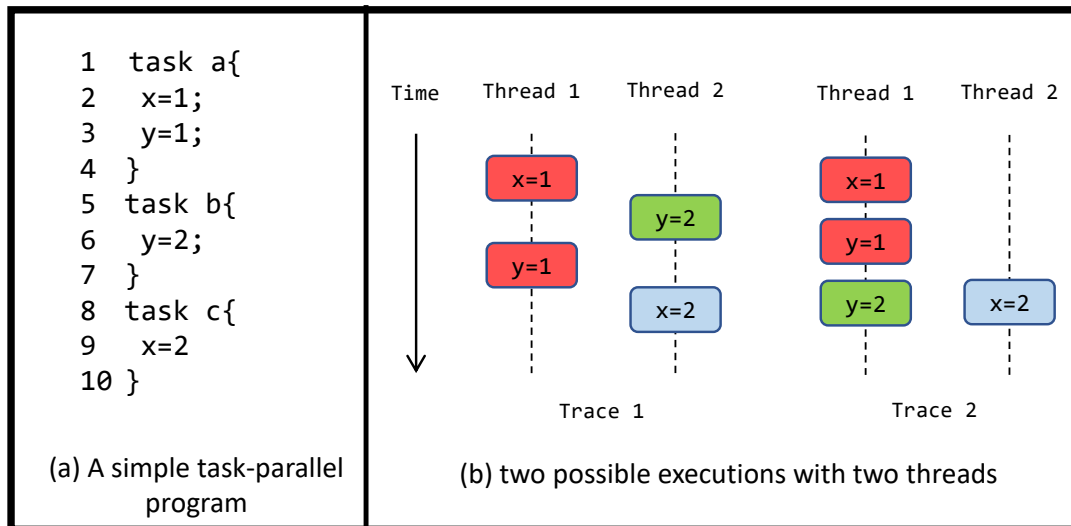 1 task a{
2 x=1;
3 y=1;
4 }
5 task b{
6 y=2;
7 }
8 task c{
9 x=2
10 }
(a) A simple task-parallel
program
Time Thread 1 Thread 2 Thread 1 Thread 2
x=1 x=1
y=2
y=1 y=1
x=2 y=2 x=2
Trace 1 Trace 2
(b) two possible executions with two threads